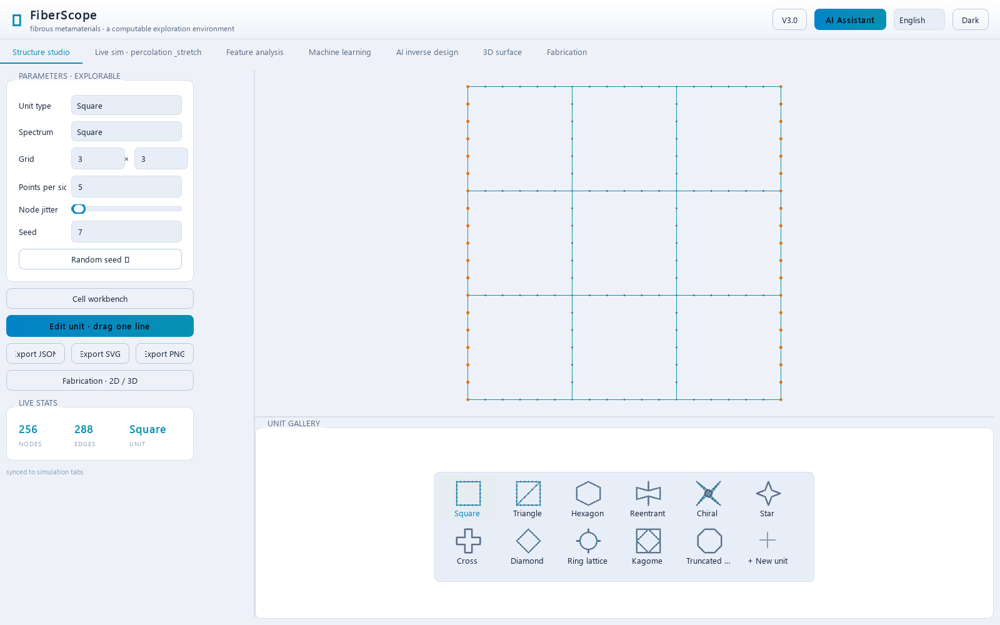 FiberScope
fibrous metamaterials · a computable exploration environment
V3.0
AI Assistant
English
Dark
Structure studio
Live sim · percolation _stretch
Feature analysis
Machine learning
AI inverse design
3D surface
Fabrication
PARAMETERS · EXPLORABLE
Unit type
Square
Spectrum
Square
Grid
3
×
3
Points per sid
5
Node jitter
Seed
7
Random seed
Cell workbench
Edit unit · drag one line
Export JSON
Export SVG
Export PNG
Fabrication · 2D / 3D
LIVE STATS
256
288
Square
NODES
EDGES
UNIT
synced to simulation tabs
UNIT GALLERY
Square
Triangle
Hexagon
Reentrant
Chiral
Star
Cross
Diamond
Ring lattice
Kagome
Truncated ...
+ New unit